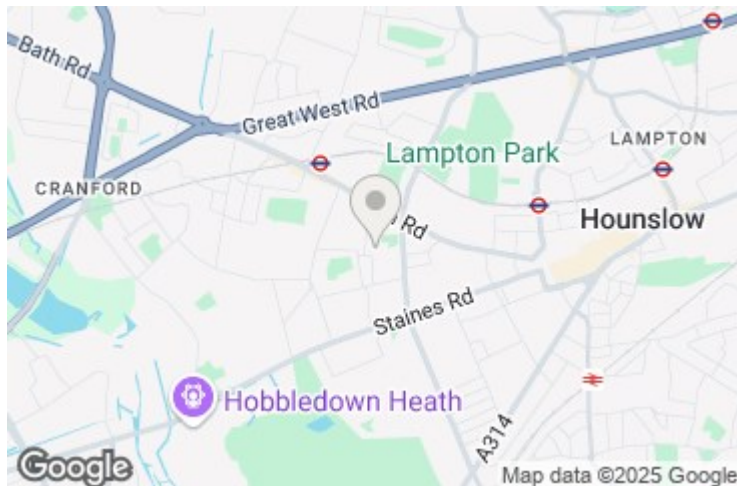 Bath Rd
Great West Rd
LAMPTON
Lampton Park
CRANFORD
Rd
Hounslow
Staines Rd
Hobbledown Heath
A314
Google
Map data ©2025 Google